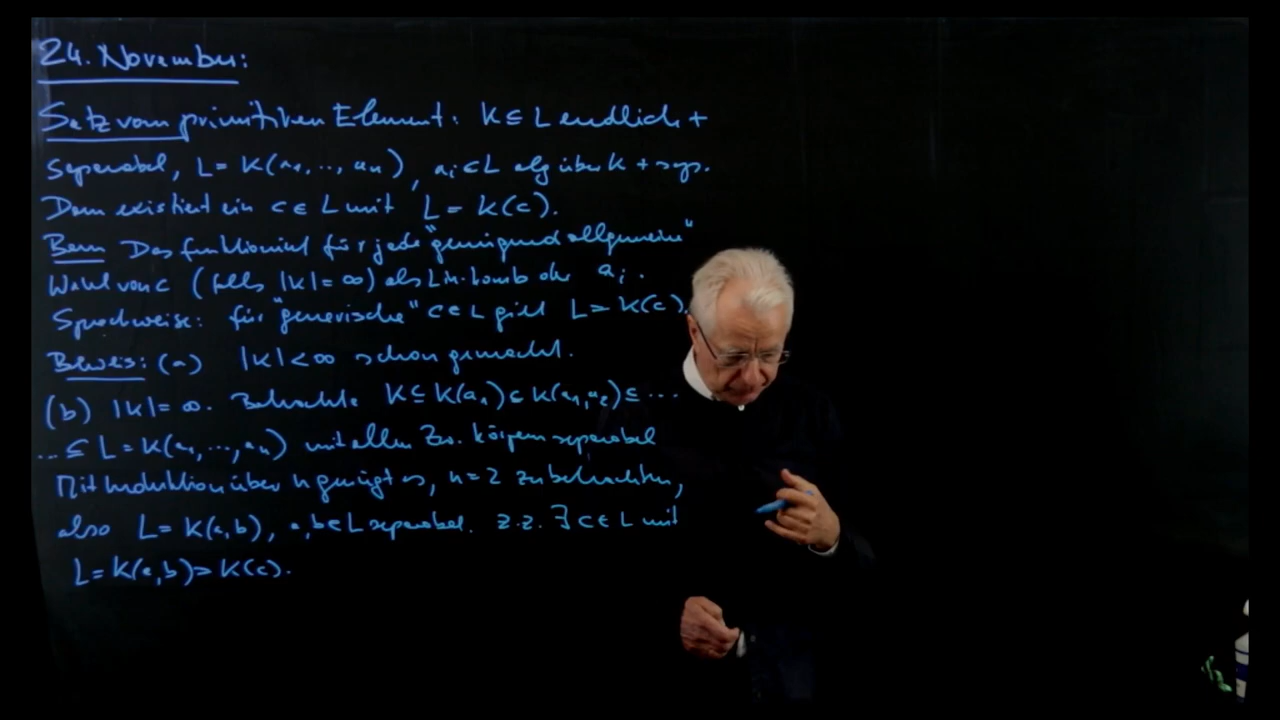 24. November:
Satz vom primitiven Element: K ⊆ L endlich +
separabel, L = K(a₁, .., aₙ), aᵢ ∈ L alg über K + sep.
Dann existiert ein c ∈ L mit L = K(c).
Bem Das funktioniert für jede "genügend allgemeine"
Wahl von c (falls |K| = ∞) als Lin.komb der aᵢ.
Sprechweise: für "generische" c ∈ L gilt L = K(c).
Beweis: (a) |K| < ∞ schon gemacht.
(b) |K| = ∞. Betrachte K ⊆ K(a₁) ⊆ K(a₁, a₂) ⊆ ...
... ⊆ L = K(a₁, ..., aₙ) mit allen Zw. körpern separabel
Mit Induktion über n genügt es, n = 2 zu betrachten,
also L = K(a, b), a, b ∈ L separabel. z.z. ∃ c ∈ L mit
L = K(a, b) = K(c).